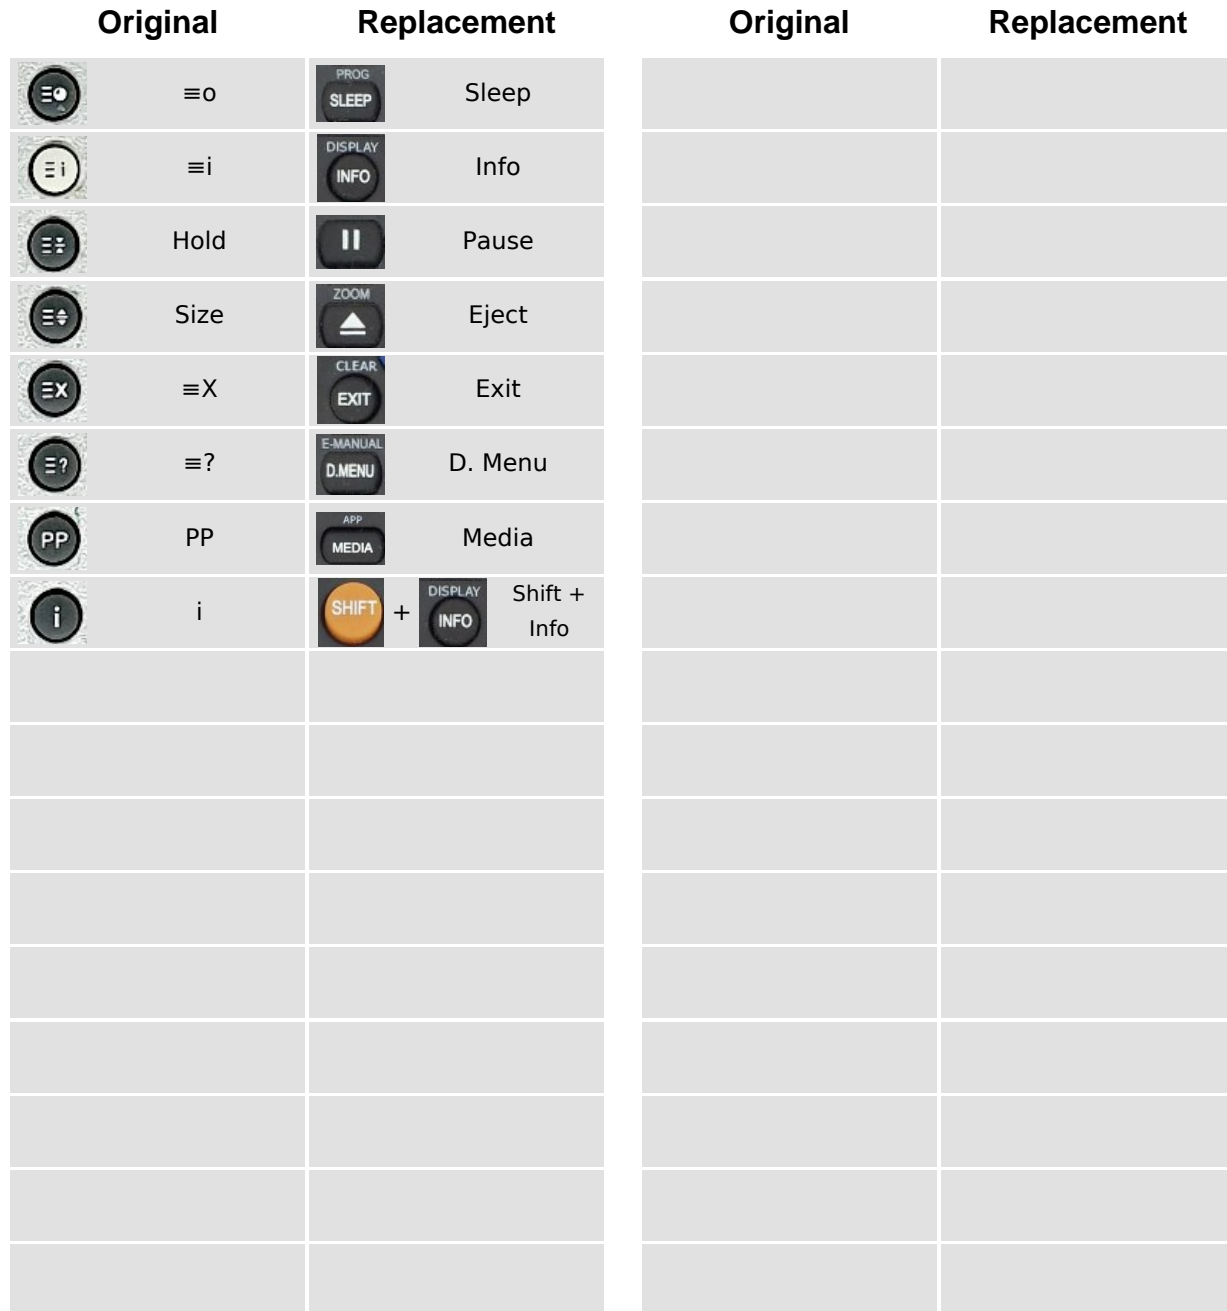 Original Replacement Original Replacement
≡o ≡o PROG SLEEP Sleep
≡i ≡i DISPLAY INFO Info
Hold Pause
Size ZOOM Eject
≡X ≡X CLEAR EXIT Exit
≡? ≡? E-MANUAL D.MENU D. Menu
PP PP APP MEDIA Media
i i SHIFT + DISPLAY INFO Shift +
Info